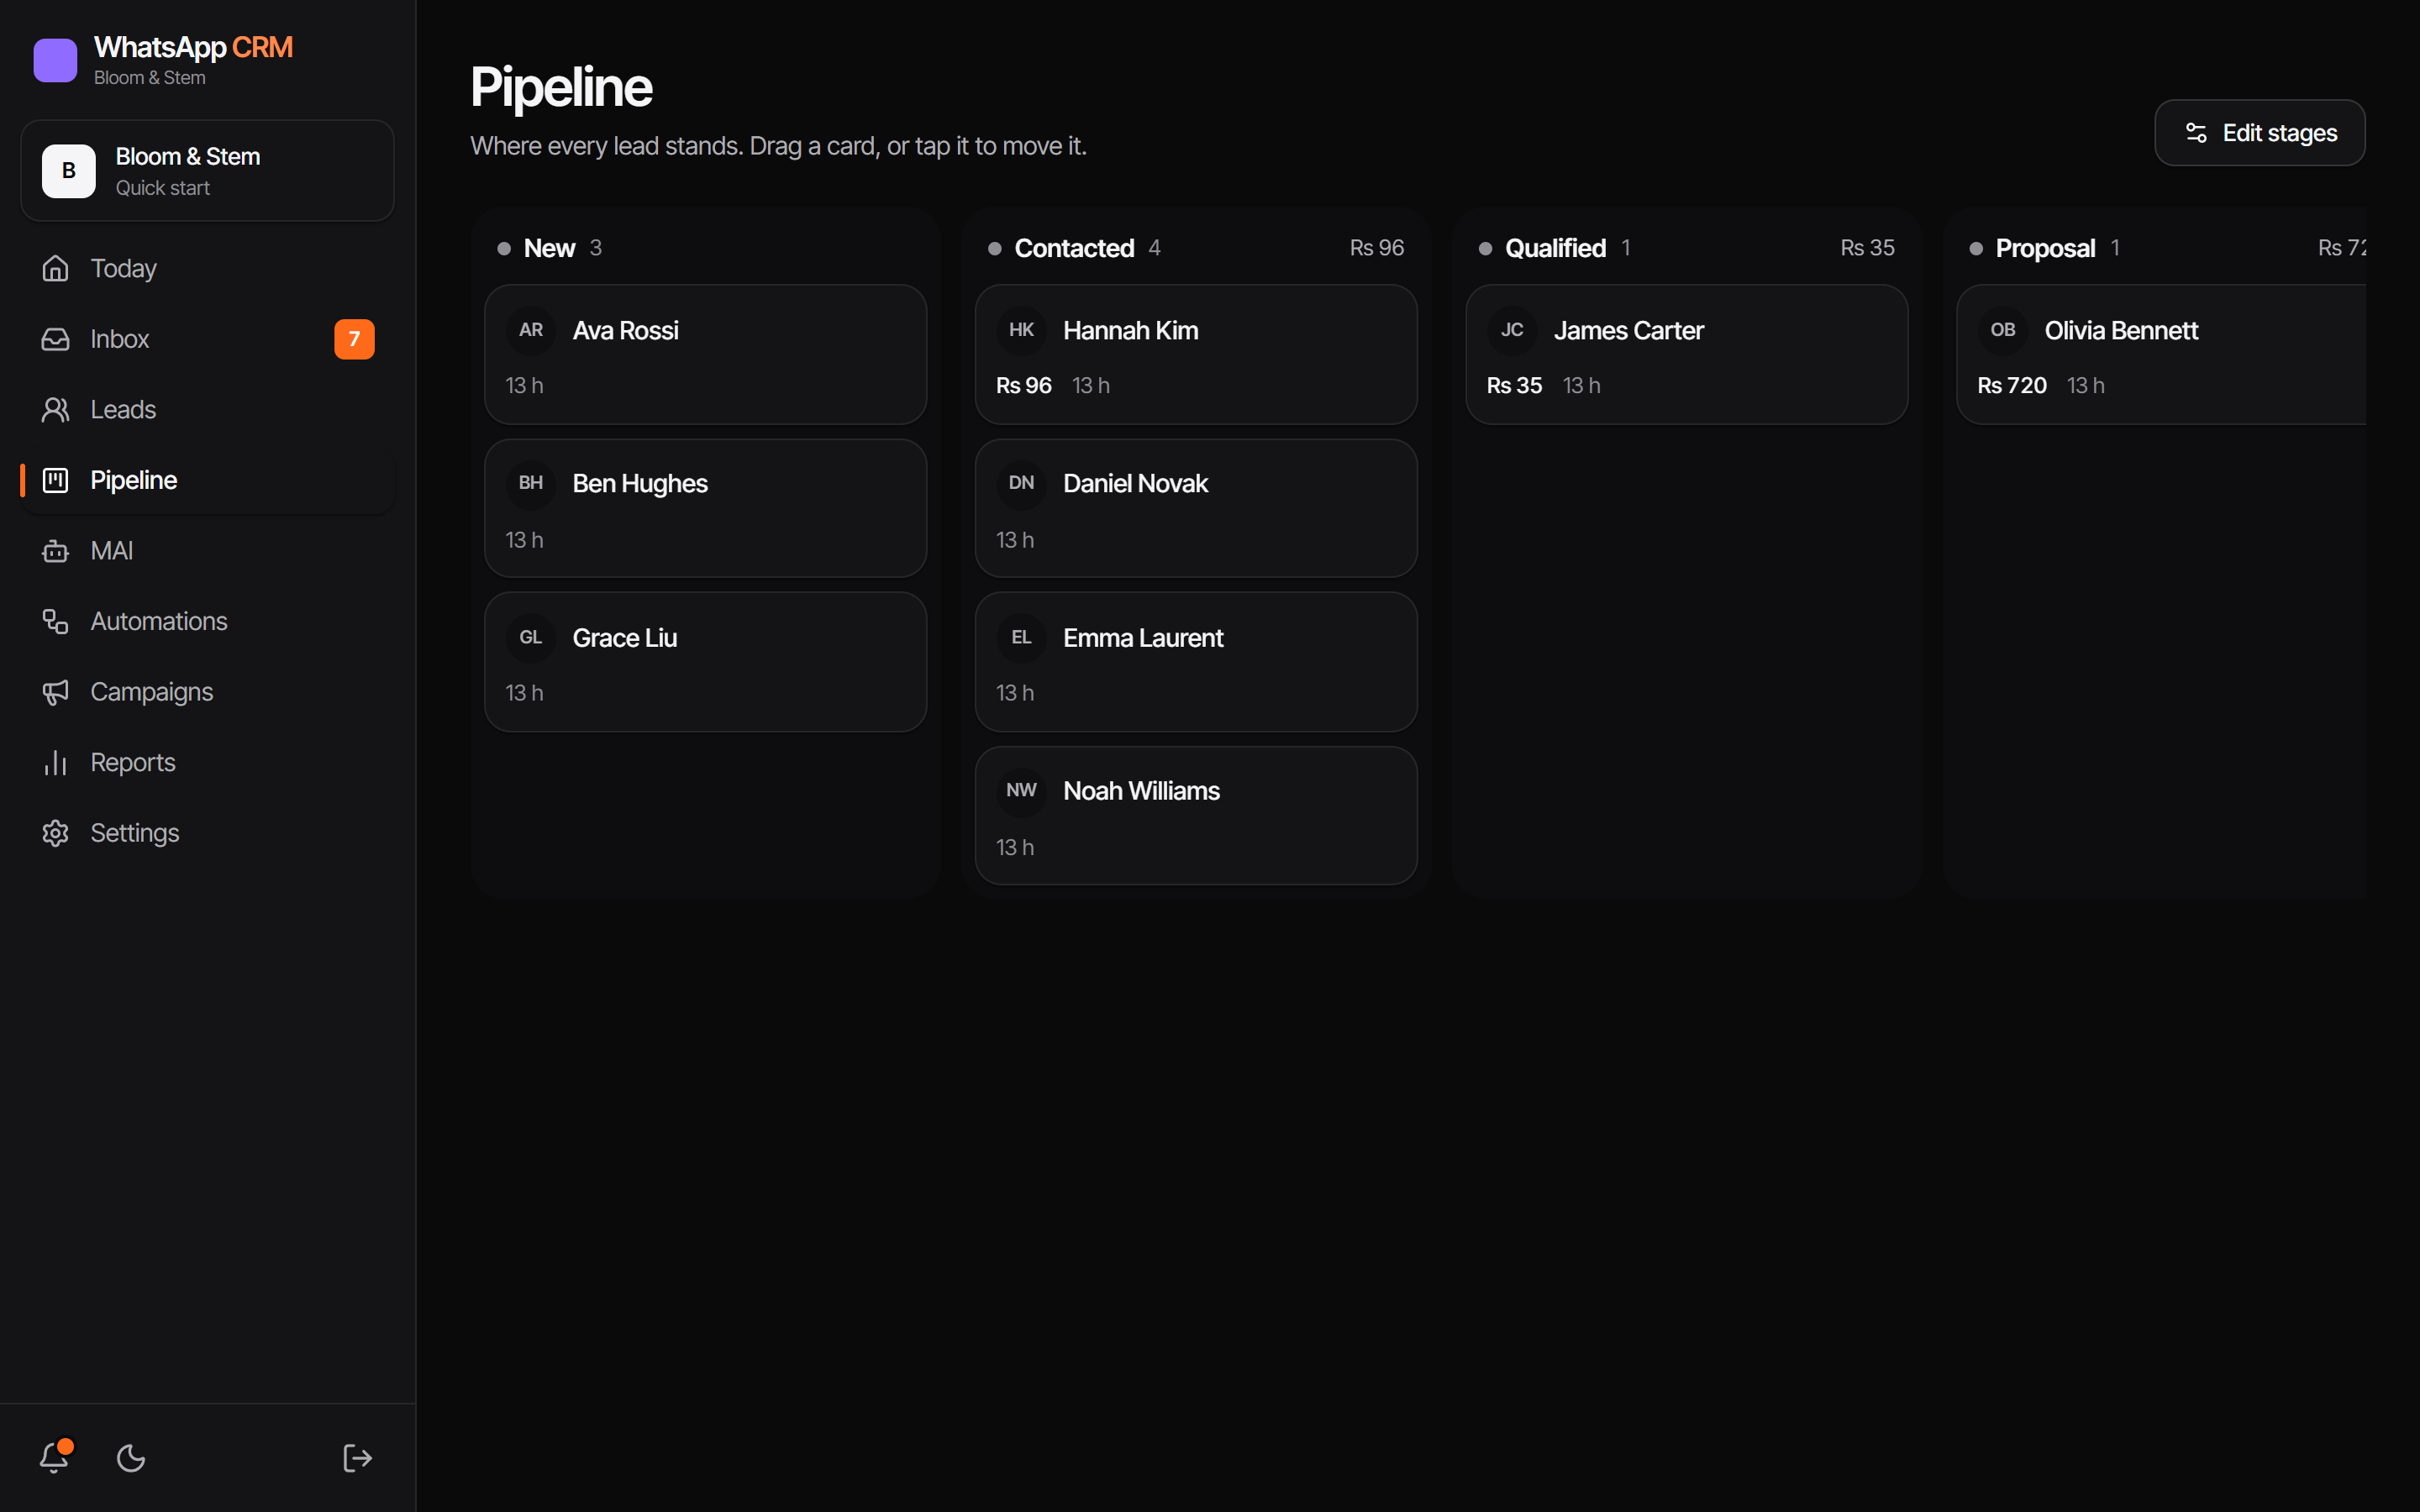 WhatsApp CRM
Bloom & Stem
B
Bloom & Stem
Quick start
Today
Inbox 7
Leads
Pipeline
MAI
Automations
Campaigns
Reports
Settings
Pipeline
Where every lead stands. Drag a card, or tap it to move it.
Edit stages
New 3
AR Ava Rossi
13 h
BH Ben Hughes
13 h
GL Grace Liu
13 h
Contacted 4 Rs 96
HK Hannah Kim
Rs 96 13 h
DN Daniel Novak
13 h
EL Emma Laurent
13 h
NW Noah Williams
13 h
Qualified 1 Rs 35
JC James Carter
Rs 35 13 h
Proposal 1 Rs 72
OB Olivia Bennett
Rs 720 13 h